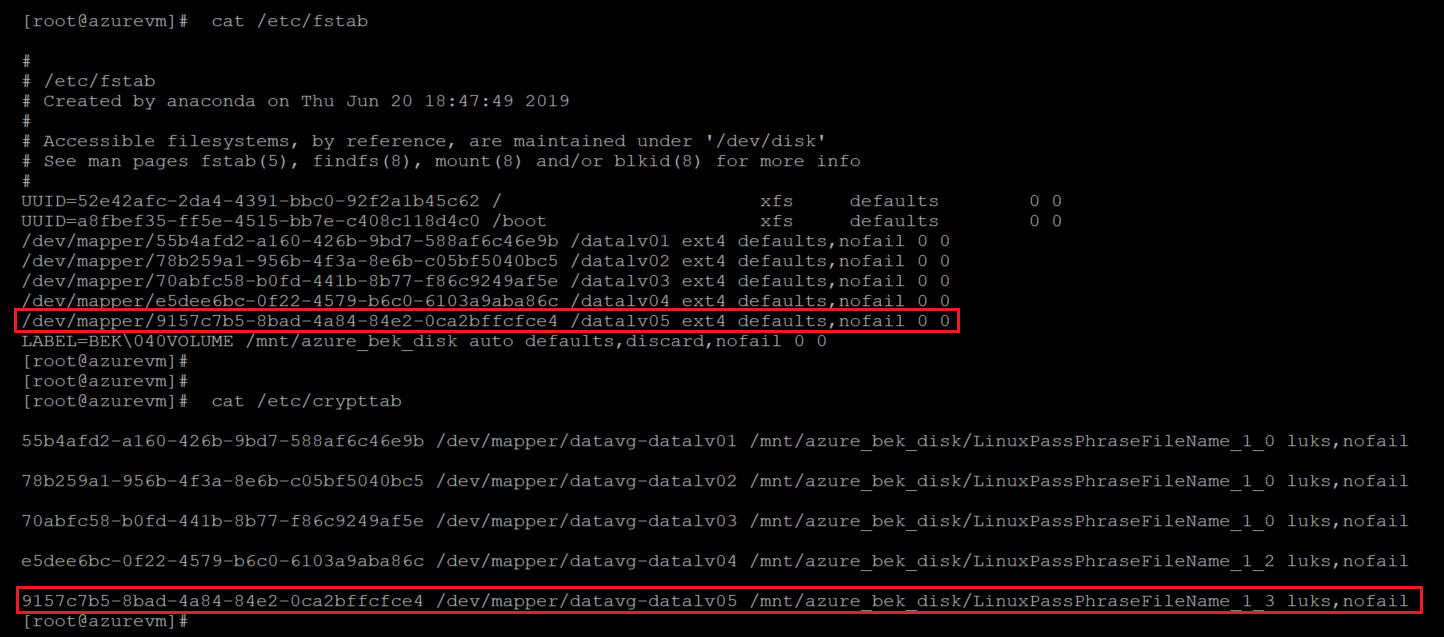 [root@azurevm]# cat /etc/fstab
#
# /etc/fstab
# Created by anaconda on Thu Jun 20 18:47:49 2019
#
# Accessible filesystems, by reference, are maintained under '/dev/disk'
# See man pages fstab(5), findfs(8), mount(8) and/or blkid(8) for more info
#
UUID=52e42afc-2da4-4391-bbc0-92f2a1b45c62 / xfs defaults 0 0
UUID=a8fbef35-ff5e-4515-bb7e-c408c118d4c0 /boot xfs defaults 0 0
/dev/mapper/55b4afd2-a160-426b-9bd7-588af6c46e9b /datalv01 ext4 defaults,nofail 0 0
/dev/mapper/78b259a1-956b-4f3a-8e6b-c05bf5040bc5 /datalv02 ext4 defaults,nofail 0 0
/dev/mapper/70abfc58-b0fd-441b-8b77-f86c9249af5e /datalv03 ext4 defaults,nofail 0 0
/dev/mapper/e5dee6bc-0f22-4579-b6c0-6103a9aba86c /datalv04 ext4 defaults,nofail 0 0
/dev/mapper/9157c7b5-8bad-4a84-84e2-0ca2bffcfce4 /datalv05 ext4 defaults,nofail 0 0
LABEL=BEK\040VOLUME /mnt/azure_bek_disk auto defaults,discard,nofail 0 0
[root@azurevm]#
[root@azurevm]#
[root@azurevm]# cat /etc/crypttab
55b4afd2-a160-426b-9bd7-588af6c46e9b /dev/mapper/datavg-datalv01 /mnt/azure_bek_disk/LinuxPassPhraseFileName_1_0 luks,nofail
78b259a1-956b-4f3a-8e6b-c05bf5040bc5 /dev/mapper/datavg-datalv02 /mnt/azure_bek_disk/LinuxPassPhraseFileName_1_0 luks,nofail
70abfc58-b0fd-441b-8b77-f86c9249af5e /dev/mapper/datavg-datalv03 /mnt/azure_bek_disk/LinuxPassPhraseFileName_1_0 luks,nofail
e5dee6bc-0f22-4579-b6c0-6103a9aba86c /dev/mapper/datavg-datalv04 /mnt/azure_bek_disk/LinuxPassPhraseFileName_1_2 luks,nofail
9157c7b5-8bad-4a84-84e2-0ca2bffcfce4 /dev/mapper/datavg-datalv05 /mnt/azure_bek_disk/LinuxPassPhraseFileName_1_3 luks,nofail
[root@azurevm]#